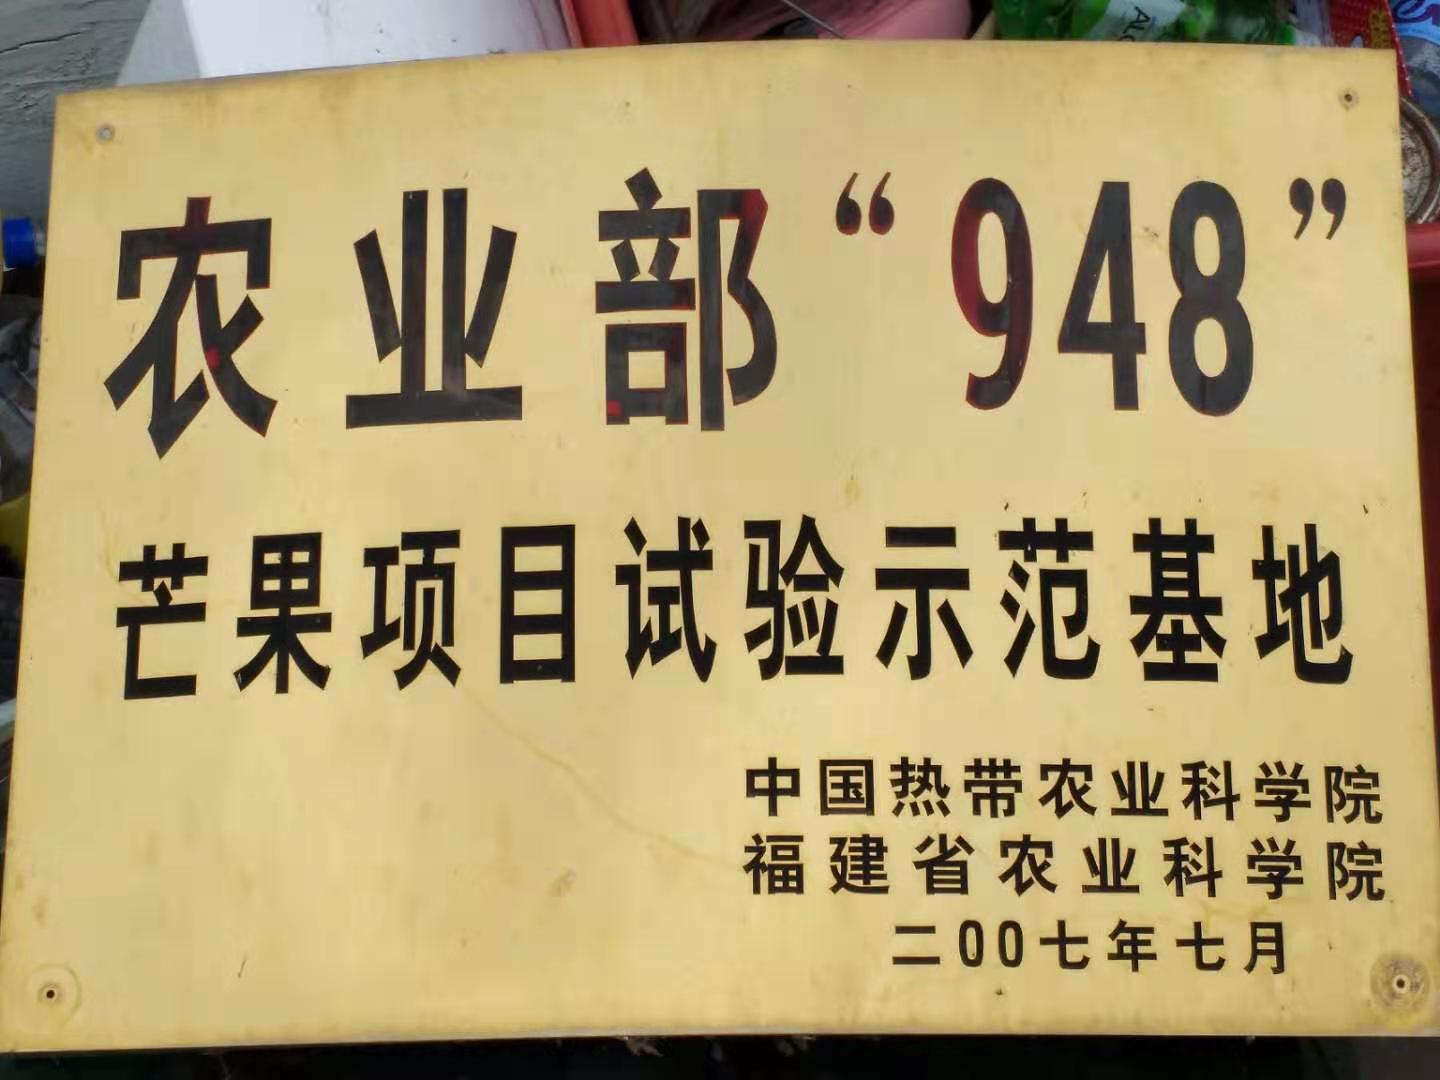 农业部“948”
芒果项目试验示范基地
中国热带农业科学院
福建省农业科学院
二00七年七月